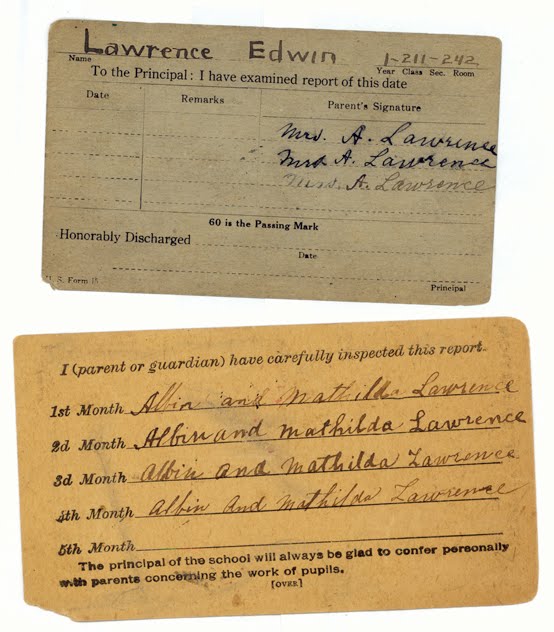 Lawrence Edwin 1-211-242
Name Year Class Sec. Room
To the Principal: I have examined report of this date
Date Remarks Parent's Signature
Mrs. A. Lawrence
Mrs A. Lawrence
Mrs. A. Lawrence
60 is the Passing Mark
Honorably Discharged
Date
Principal
S. Form 15
I (parent or guardian) have carefully inspected this report.
1st Month Albin and Mathilda Lawrence
2d Month Albin and Mathilda Lawrence
3d Month Albin and Mathilda Lawrence
4th Month Albin and Mathilda Lawrence
5th Month
The principal of the school will always be glad to confer personally
with parents concerning the work of pupils.
[OVER]